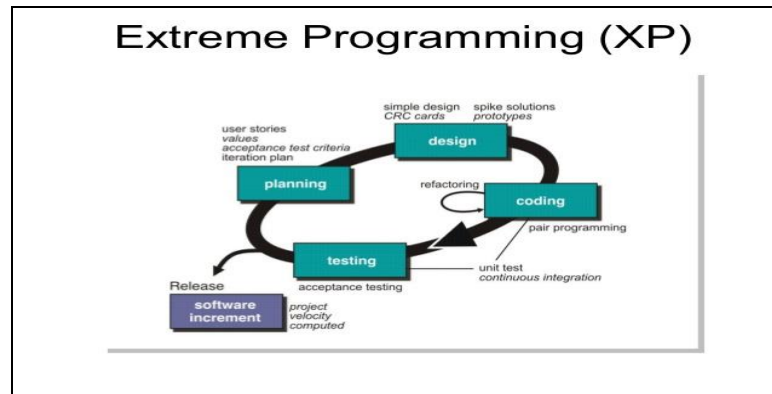 Extreme Programming (XP)
simple design
CRC cards
spike solutions
prototypes
design
user stories
values
acceptance test criteria
iteration plan
planning
refactoring
coding
pair programming
testing
acceptance testing
unit test
continuous integration
Release
software
increment
project
velocity
computed